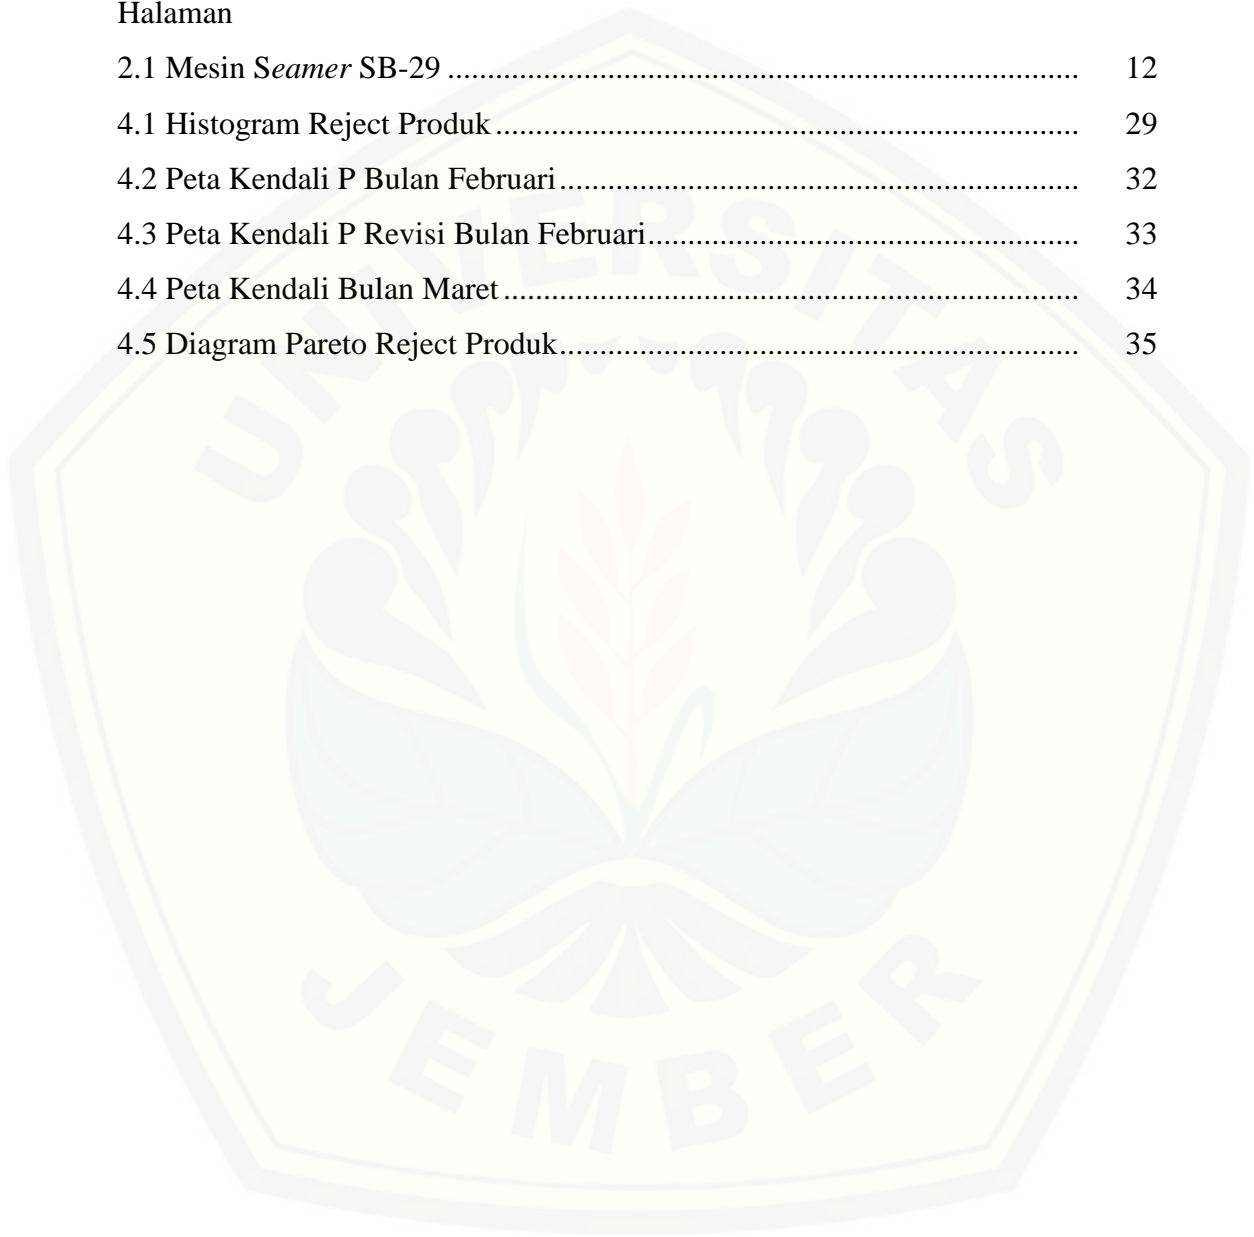 Halaman
2.1 Mesin Seamer SB-29 ............................................................................... 12
4.1 Histogram Reject Produk ......................................................................... 29
4.2 Peta Kendali P Bulan Februari ................................................................. 32
4.3 Peta Kendali P Revisi Bulan Februari...................................................... 33
4.4 Peta Kendali Bulan Maret ........................................................................ 34
4.5 Diagram Pareto Reject Produk................................................................. 35
UNIVERSITAS
JEMBER